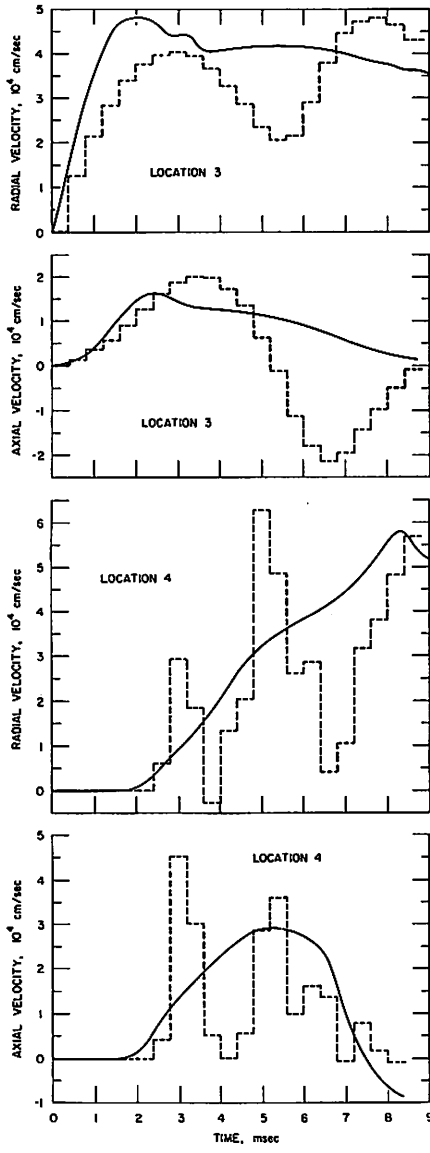 RADIAL VELOCITY, 10⁴ cm/sec
5
4
3
2
1
0
LOCATION 3
AXIAL VELOCITY, 10⁴ cm/sec
2
1
0
-1
-2
LOCATION 3
RADIAL VELOCITY, 10⁴ cm/sec
6
5
4
3
2
1
0
LOCATION 4
AXIAL VELOCITY, 10⁴ cm/sec
5
4
3
2
1
0
-1
LOCATION 4
0 1 2 3 4 5 6 7 8 9
TIME, msec